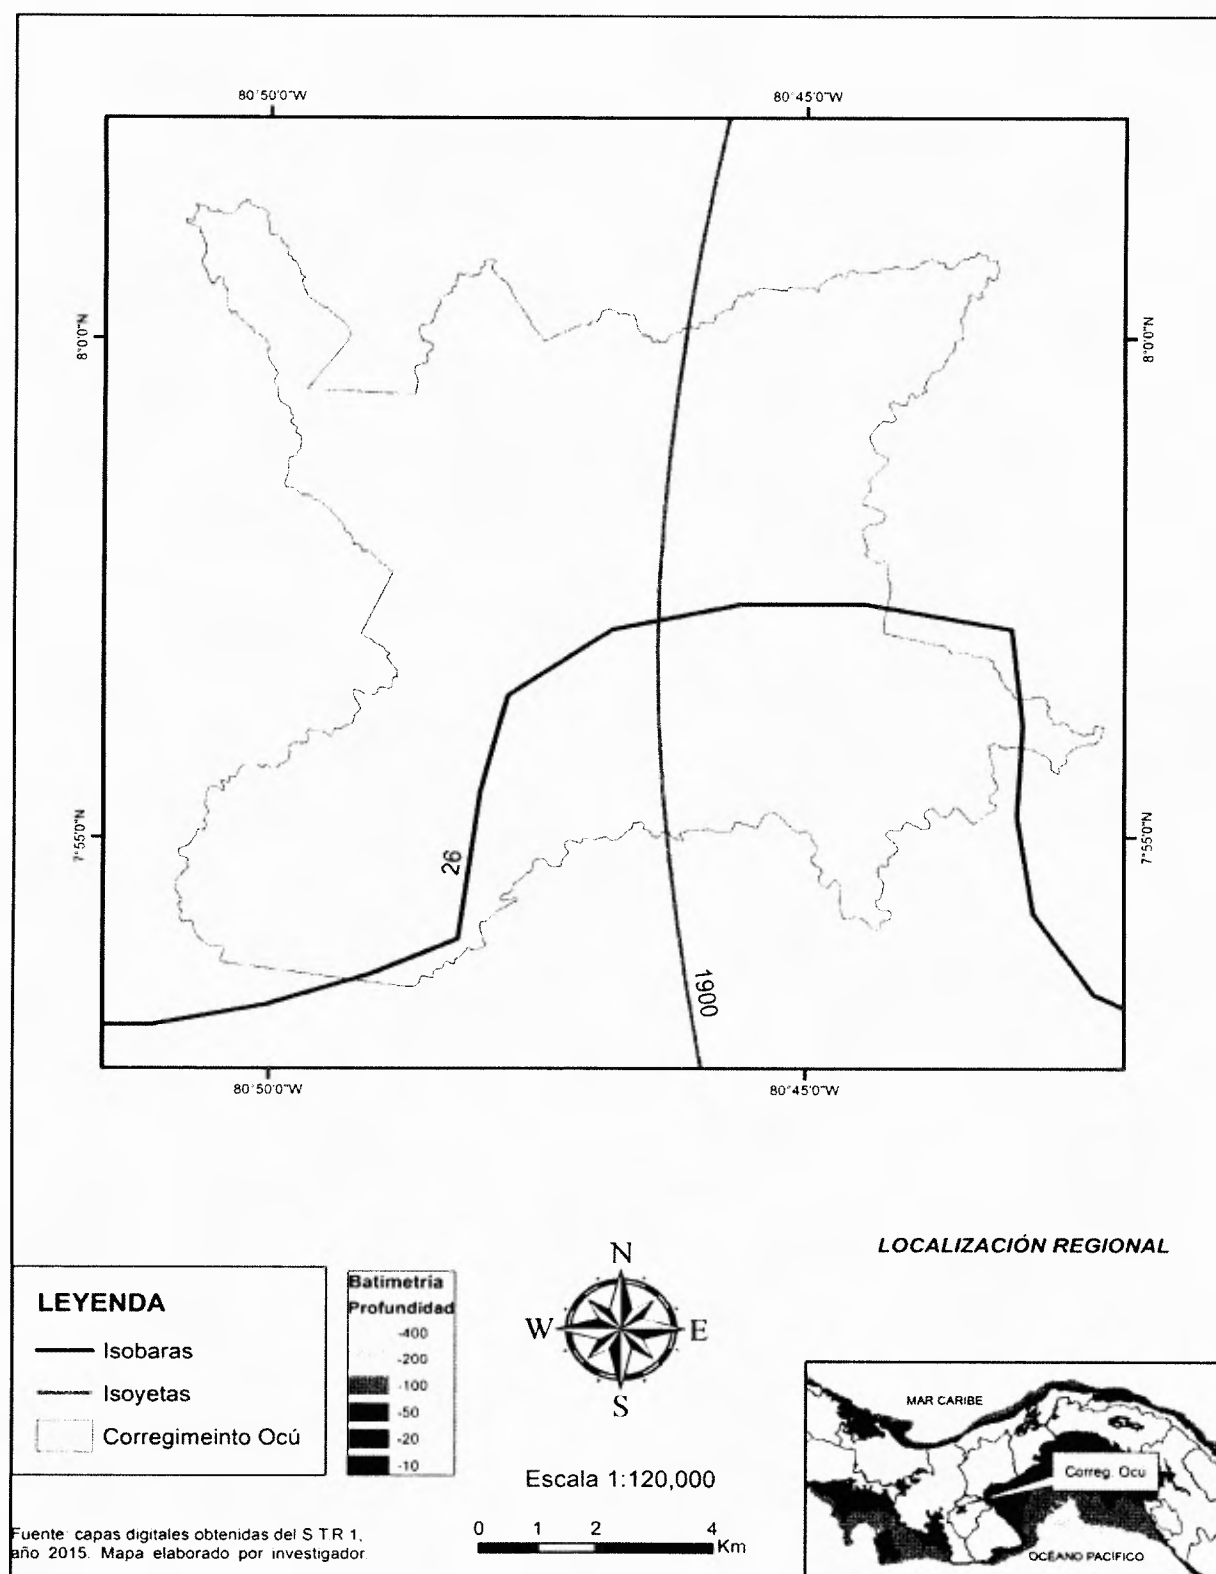 80°50'0"W
80°45'0"W
8°0'0"N
8°0'0"N
7°55'0"N
7°55'0"N
26
1900
80°50'0"W
80°45'0"W
LOCALIZACIÓN REGIONAL
LEYENDA
Isobaras
Isoyetas
Corregimeinto Ocú
Batimetría
Profundidad
-400
-200
-100
-50
-20
-10
N
W
E
S
Escala 1:120,000
0 1 2 4
Km
MAR CARIBE
Correg. Ocu
OCÉANO PACÍFICO
Fuente: capas digitales obtenidas del S T R 1,
año 2015. Mapa elaborado por investigador.